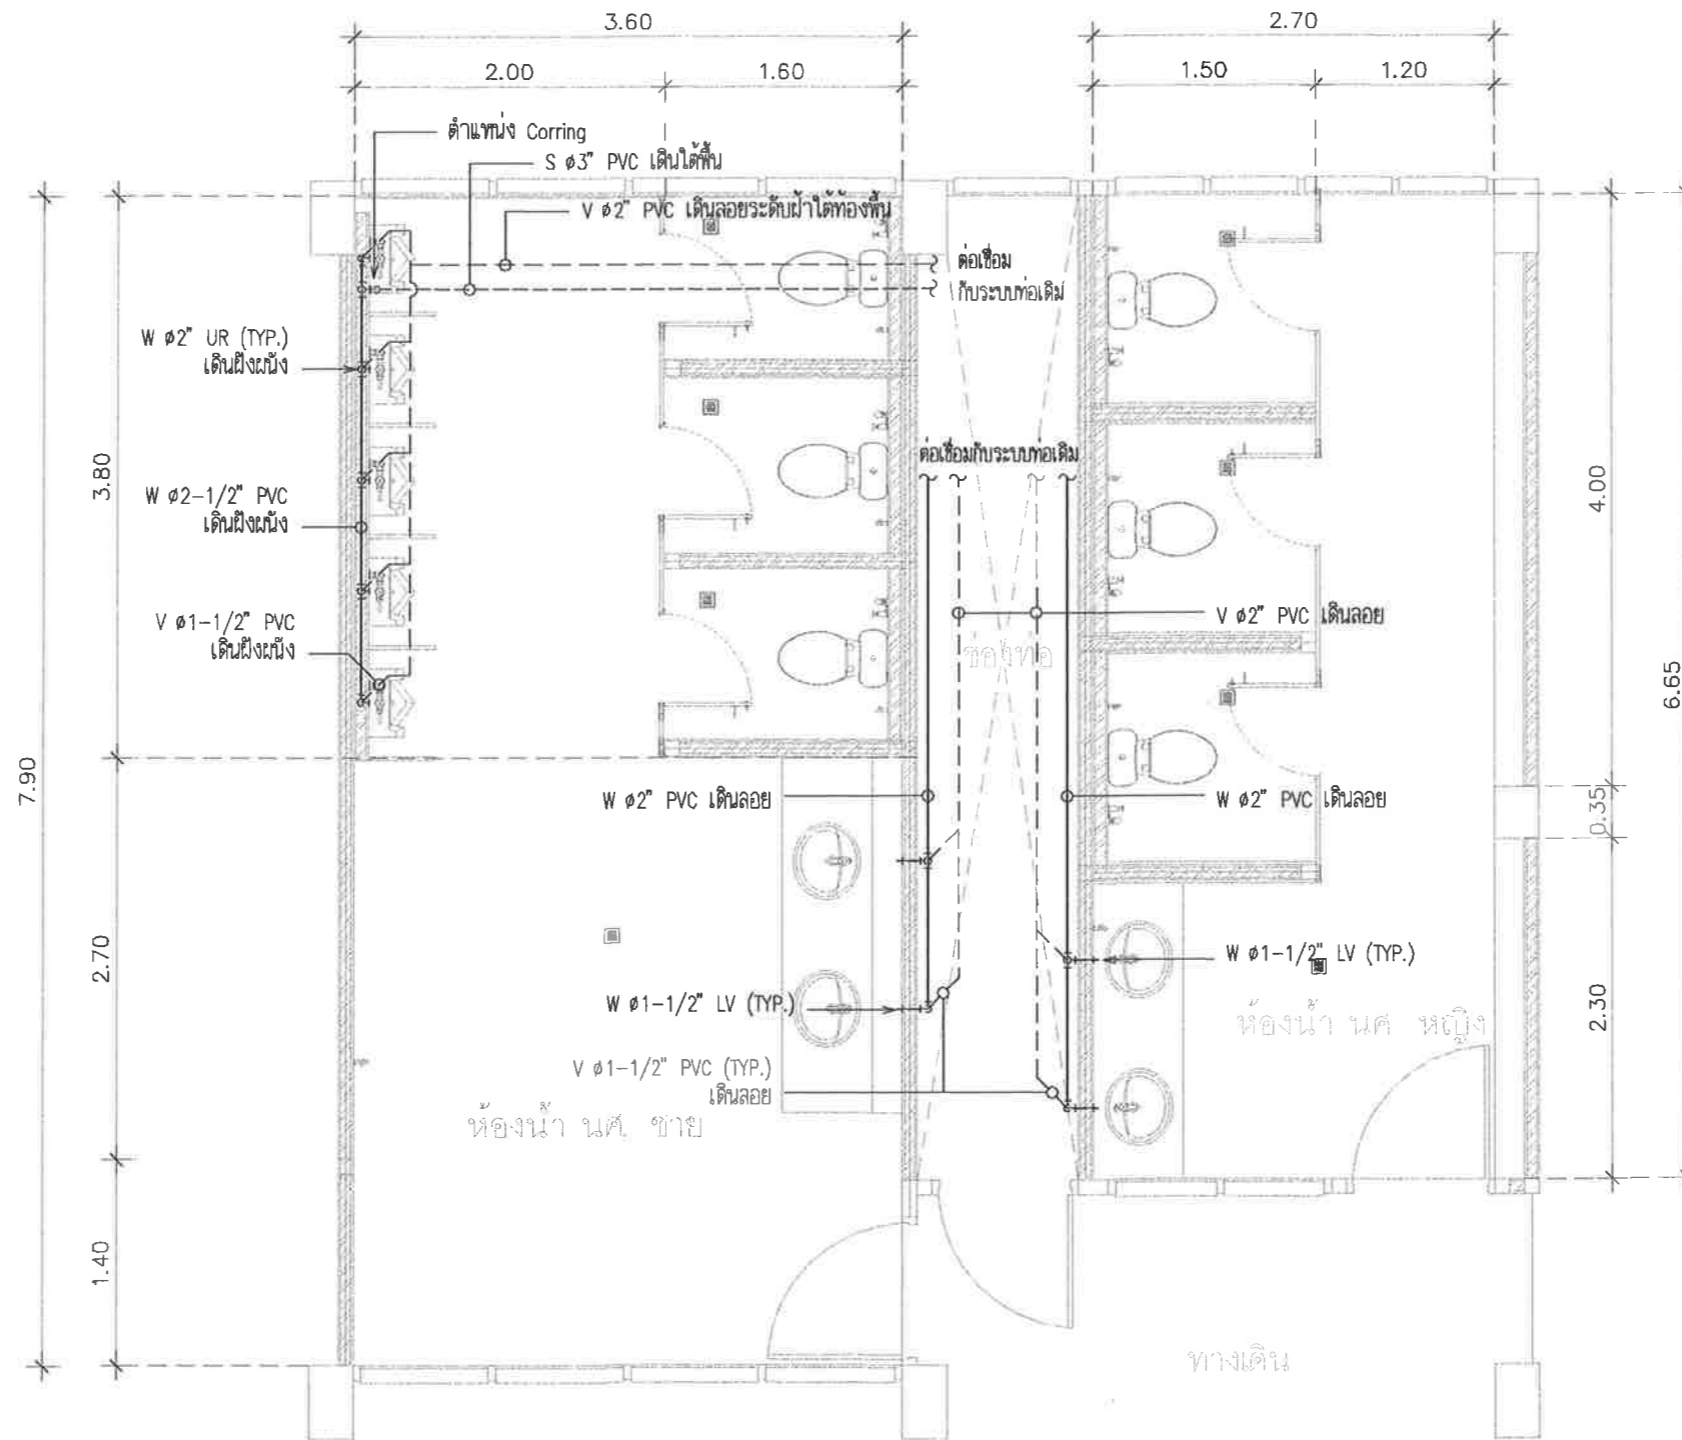 3.60
2.70
2.00
1.60
1.50
1.20
ตำแหน่ง Corring
S ø3" PVC เดินใต้พื้น
V ø2" PVC เดินลอยระดับฝ้าใต้ท้องพื้น
ต่อเชื่อม
กับระบบท่อเดิม
W ø2" UR (TYP.)
เดินฝังผนัง
3.80
ต่อเชื่อมกับระบบท่อเดิม
4.00
W ø2-1/2" PVC
เดินฝังผนัง
V ø1-1/2" PVC
เดินฝังผนัง
V ø2" PVC เดินลอย
ช่องท่อ
6.65
7.90
W ø2" PVC เดินลอย
W ø2" PVC เดินลอย
0.35
2.70
W ø1-1/2" LV (TYP.)
W ø1-1/2" LV (TYP.)
2.30
ห้องน้ำ นศ หญิง
V ø1-1/2" PVC (TYP.)
เดินลอย
ห้องน้ำ นศ. ชาย
1.40
ทางเดิน